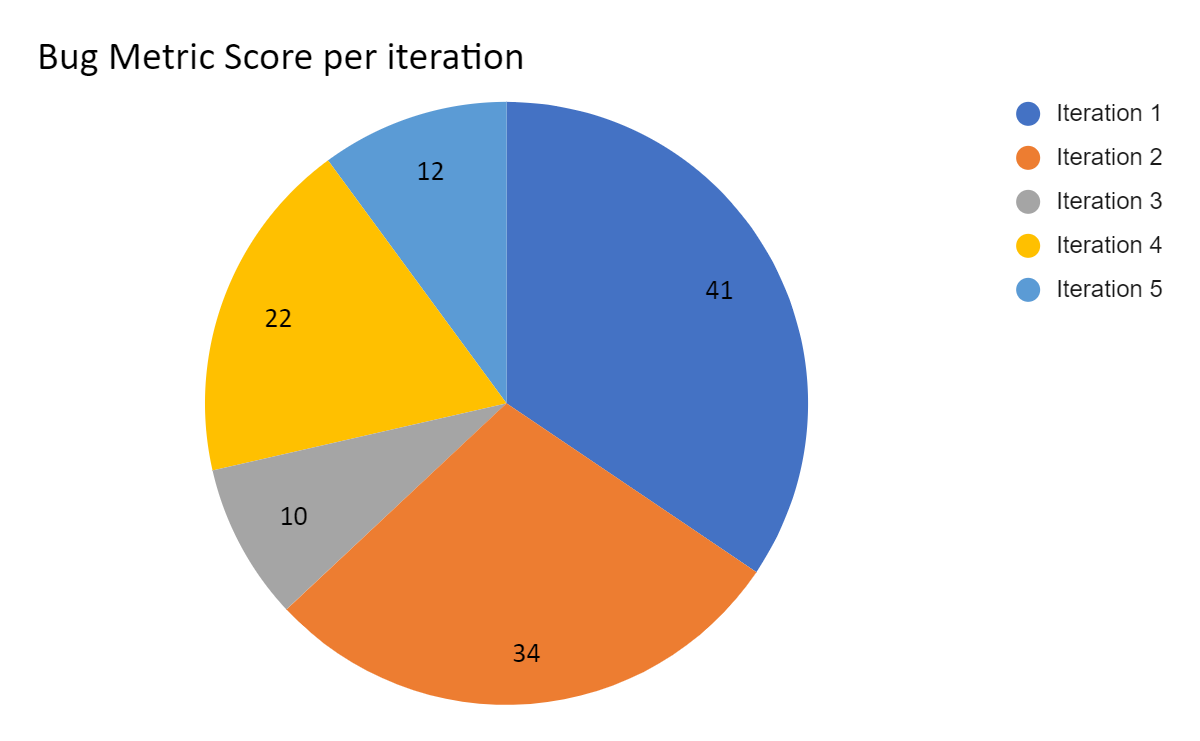 Bug Metric Score per iteration
Iteration 1
Iteration 2
Iteration 3
Iteration 4
Iteration 5
12
41
22
10
34